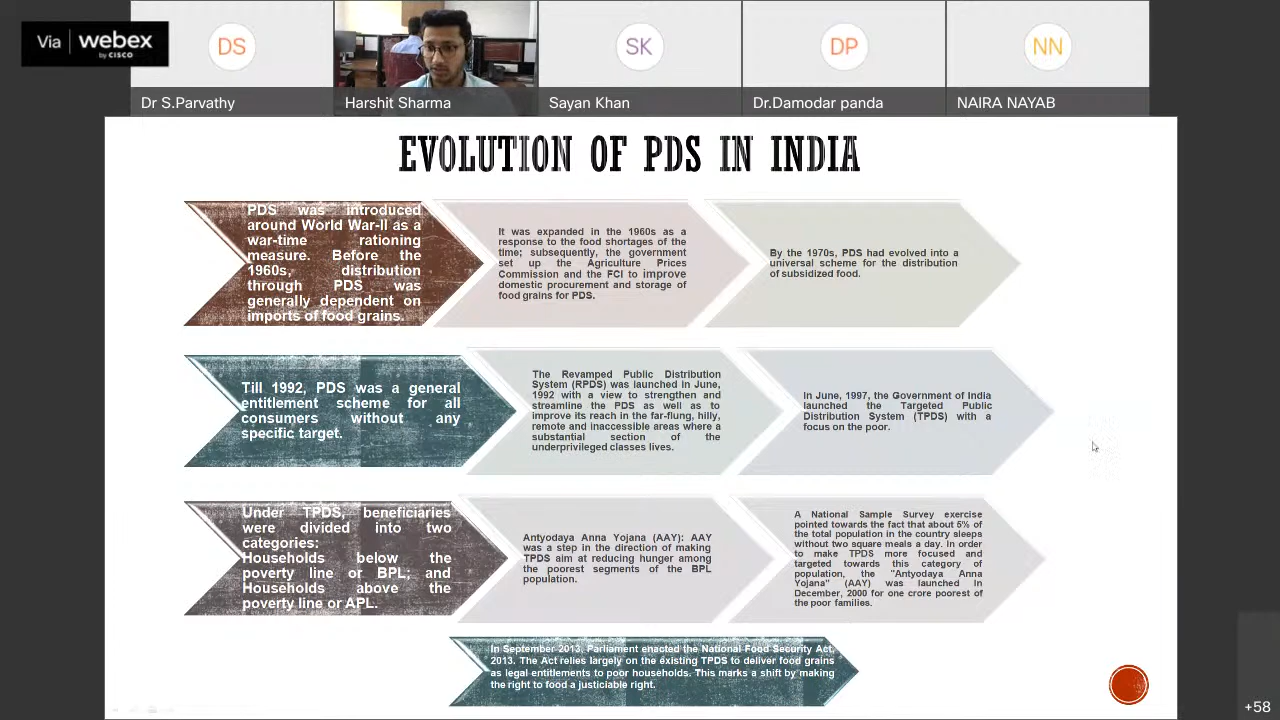 Via webex
by CISCO
DS
SK
DP
NN
Dr S.Parvathy
Harshit Sharma
Sayan Khan
Dr.Damodar panda
NAIRA NAYAB
EVOLUTION OF PDS IN INDIA
PDS was introduced
around World War-II as a
war-time rationing
measure. Before the
1960s, distribution
through PDS was
generally dependent on
imports of food grains.
It was expanded in the 1960s as a
response to the food shortages of the
time; subsequently, the government
set up the Agriculture Prices
Commission and the FCI to improve
domestic procurement and storage of
food grains for PDS.
By the 1970s, PDS had evolved into a
universal scheme for the distribution
of subsidized food.
Till 1992, PDS was a general
entitlement scheme for all
consumers without any
specific target.
The Revamped Public Distribution
System (RPDS) was launched in June,
1992 with a view to strengthen and
streamline the PDS as well as to
improve its reach in the far-flung, hilly,
remote and inaccessible areas where a
substantial section of the
underprivileged classes lives.
In June, 1997, the Government of India
launched the Targeted Public
Distribution System (TPDS) with a
focus on the poor.
Under TPDS, beneficiaries
were divided into two
categories:
Households below the
poverty line or BPL; and
Households above the
poverty line or APL.
Antyodaya Anna Yojana (AAY): AAY
was a step in the direction of making
TPDS aim at reducing hunger among
the poorest segments of the BPL
population.
A National Sample Survey exercise
pointed towards the fact that about 5% of
the total population in the country sleeps
without two square meals a day. In order
to make TPDS more focused and
targeted towards this category of
population, the "Antyodaya Anna
Yojana" (AAY) was launched in
December, 2000 for one crore poorest of
the poor families.
In September 2013, Parliament enacted the National Food Security Act,
2013. The Act relies largely on the existing TPDS to deliver food grains
as legal entitlements to poor households. This marks a shift by making
the right to food a justiciable right.
+58